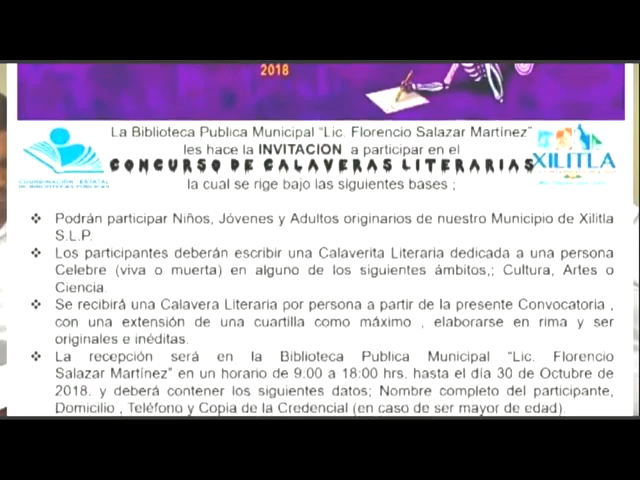 2018
La Biblioteca Publica Municipal “Lic. Florencio Salazar Martínez”
les hace la INVITACION a participar en el
CONCURSO DE CALAVERAS LITERARIAS
la cual se rige bajo las siguientes bases ;
COORDINACIÓN ESTATAL
DE BIBLIOTECAS PÚBLICAS
XILITLA
❖ Podrán participar Niños, Jóvenes y Adultos originarios de nuestro Municipio de Xilitla
S.L.P.
❖ Los participantes deberán escribir una Calaverita Literaria dedicada a una persona
Celebre (viva o muerta) en alguno de los siguientes ámbitos,; Cultura, Artes o
Ciencia.
❖ Se recibirá una Calavera Literaria por persona a partir de la presente Convocatoria ,
con una extensión de una cuartilla como máximo , elaborarse en rima y ser
originales e inéditas.
❖ La recepción será en la Biblioteca Publica Municipal “Lic. Florencio
Salazar Martínez” en un horario de 9:00 a 18:00 hrs. hasta el día 30 de Octubre de
2018. y deberá contener los siguientes datos; Nombre completo del participante,
Domicilio , Teléfono y Copia de la Credencial (en caso de ser mayor de edad).